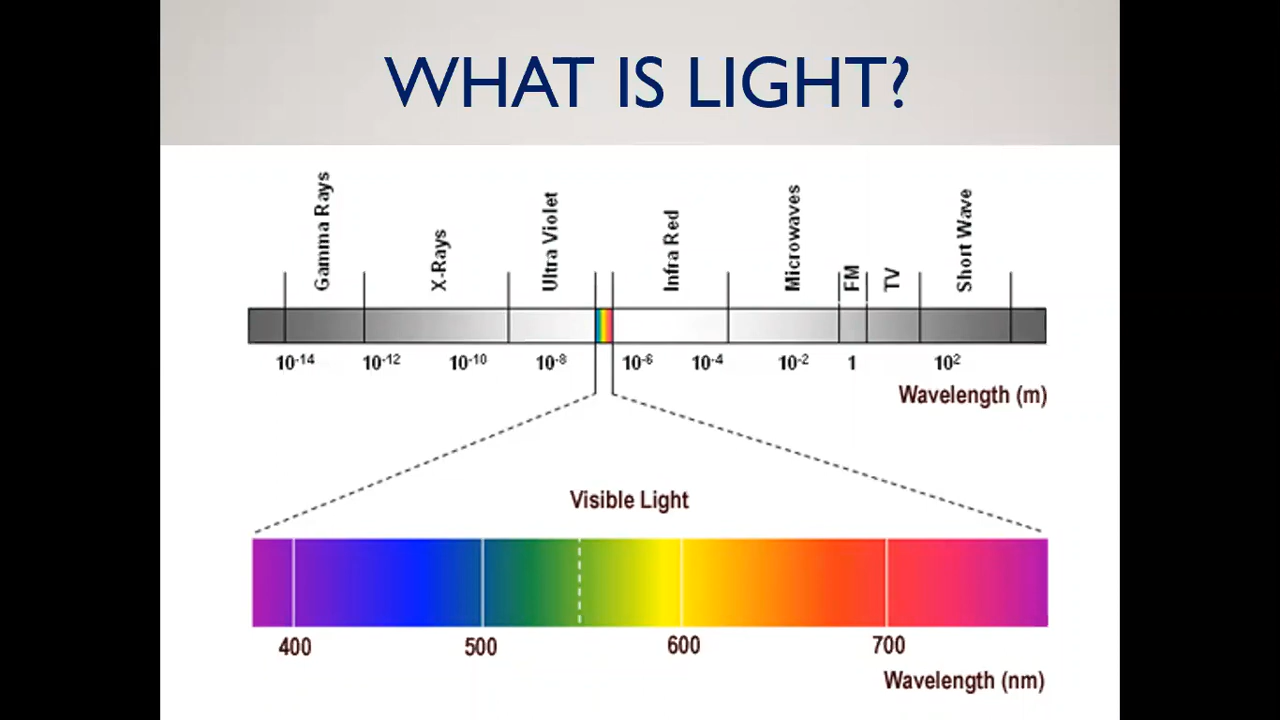 WHAT IS LIGHT?
Gamma Rays
X-Rays
Ultra Violet
Infra Red
Microwaves
FM
TV
Short Wave
10⁻¹⁴ 10⁻¹² 10⁻¹⁰ 10⁻⁸ 10⁻⁶ 10⁻⁴ 10⁻² 1 10²
Wavelength (m)
Visible Light
400 500 600 700
Wavelength (nm)